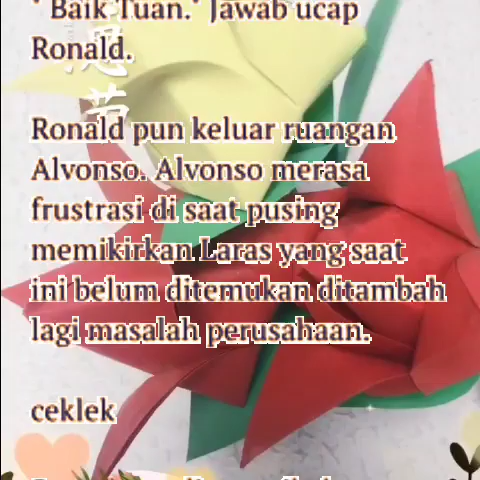 " Baik Tuan." Jawab ucap
Ronald.
Ronald pun keluar ruangan
Alvonso. Alvonso merasa
frustrasi di saat pusing
memikirkan Laras yang saat
ini belum ditemukan ditambah
lagi masalah perusahaan.
ceklek